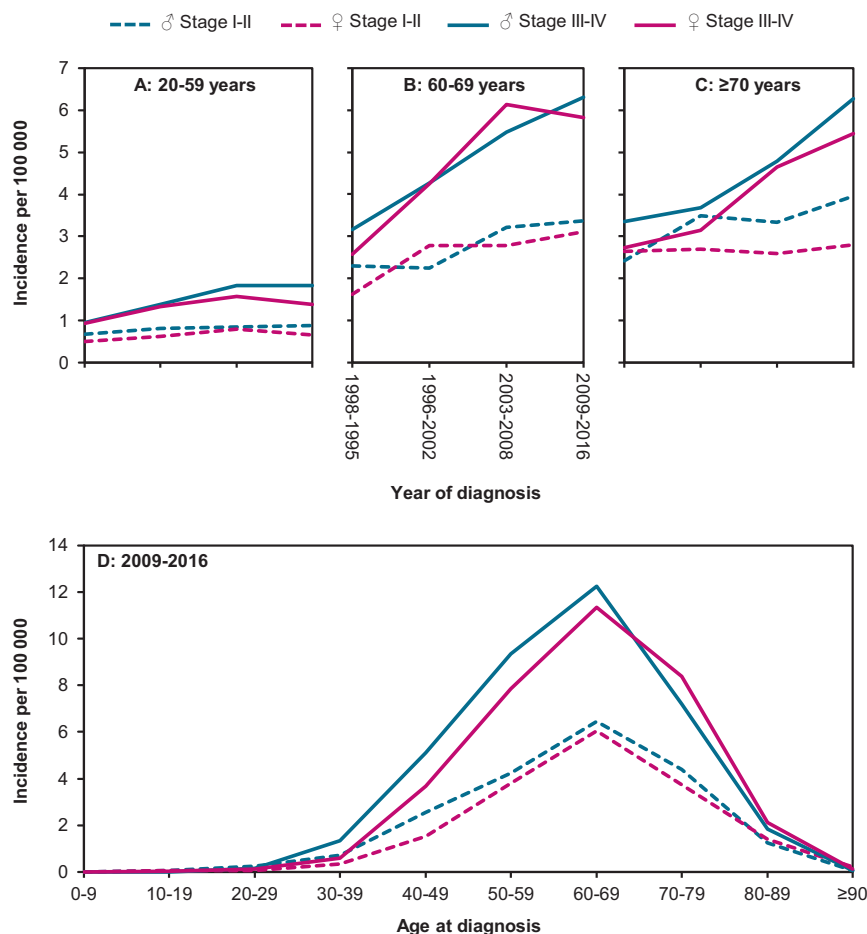 ♂ Stage I-II ♀ Stage I-II ♂ Stage III-IV ♀ Stage III-IV
A: 20-59 years
B: 60-69 years
C: ≥70 years
Incidence per 100 000
7
6
5
4
3
2
1
0
1998-1995
1996-2002
2003-2008
2009-2016
Year of diagnosis
D: 2009-2016
Incidence per 100 000
14
12
10
8
6
4
2
0
0-9 10-19 20-29 30-39 40-49 50-59 60-69 70-79 80-89 ≥90
Age at diagnosis